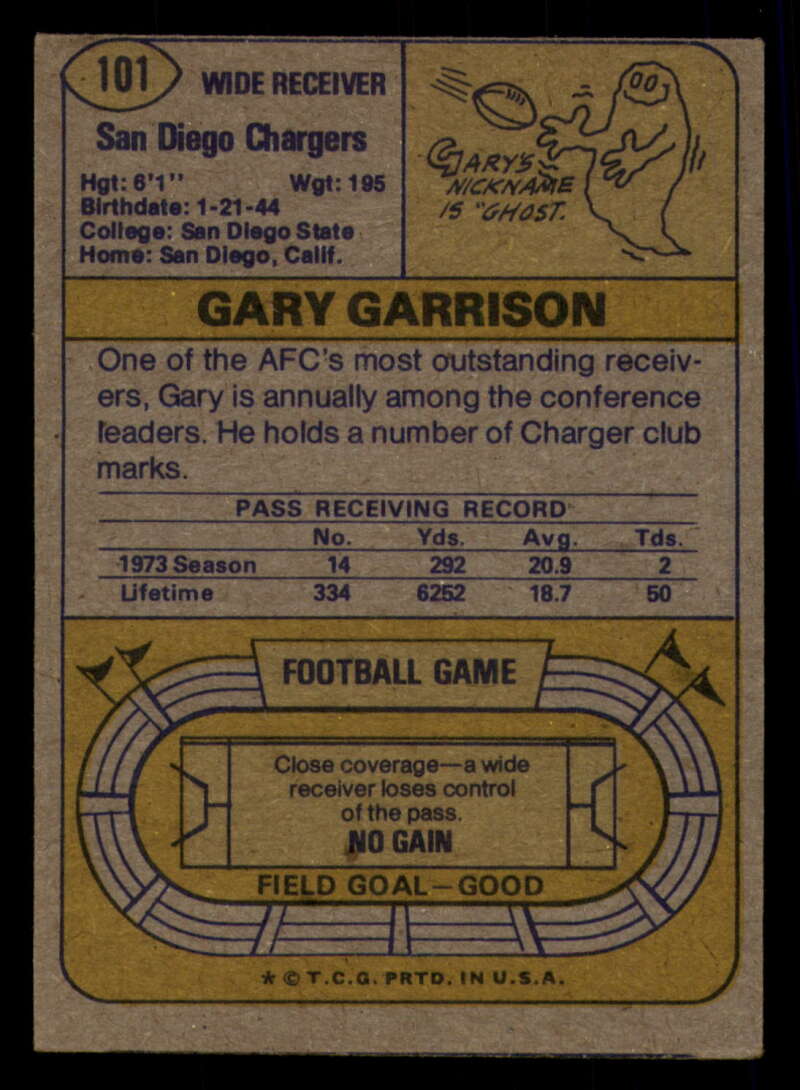 101
WIDE RECEIVER
San Diego Chargers
Hgt: 6'1" Wgt: 195
Birthdate: 1-21-44
College: San Diego State
Home: San Diego, Calif.
GARY'S
NICKNAME
IS "GHOST.
GARY GARRISON
One of the AFC's most outstanding receiv-
ers, Gary is annually among the conference
leaders. He holds a number of Charger club
marks.
PASS RECEIVING RECORD
No. Yds. Avg. Tds.
1973 Season 14 292 20.9 2
Lifetime 334 6252 18.7 50
FOOTBALL GAME
Close coverage—a wide
receiver loses control
of the pass.
NO GAIN
FIELD GOAL—GOOD
* © T.C.G. PRTD. IN U.S.A.